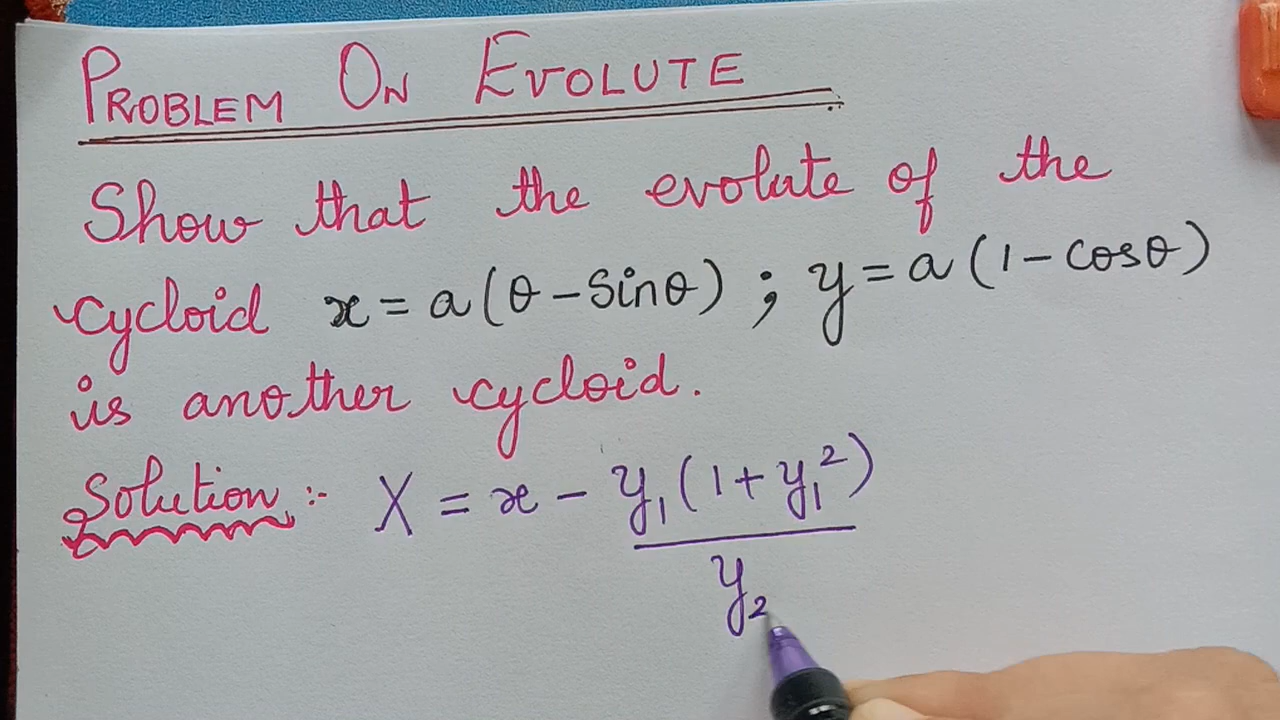 PROBLEM ON EVOLUTE
Show that the evolute of the
cycloid x = a(θ - Sinθ) ; y = a(1 - cosθ)
is another cycloid.
Solution :- X = x - y₁(1 + y₁²)
y₂